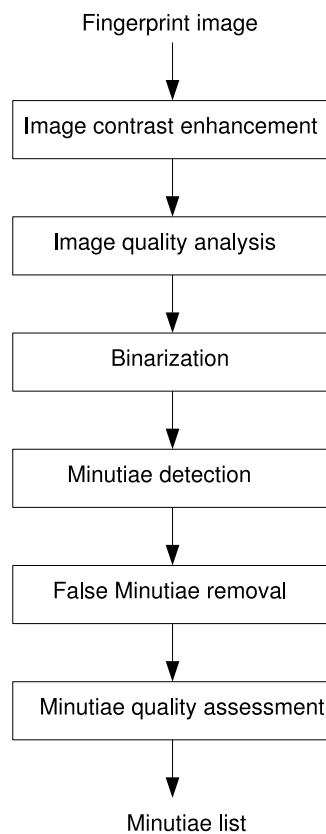 Fingerprint image
Image contrast enhancement
Image quality analysis
Binarization
Minutiae detection
False Minutiae removal
Minutiae quality assessment
Minutiae list